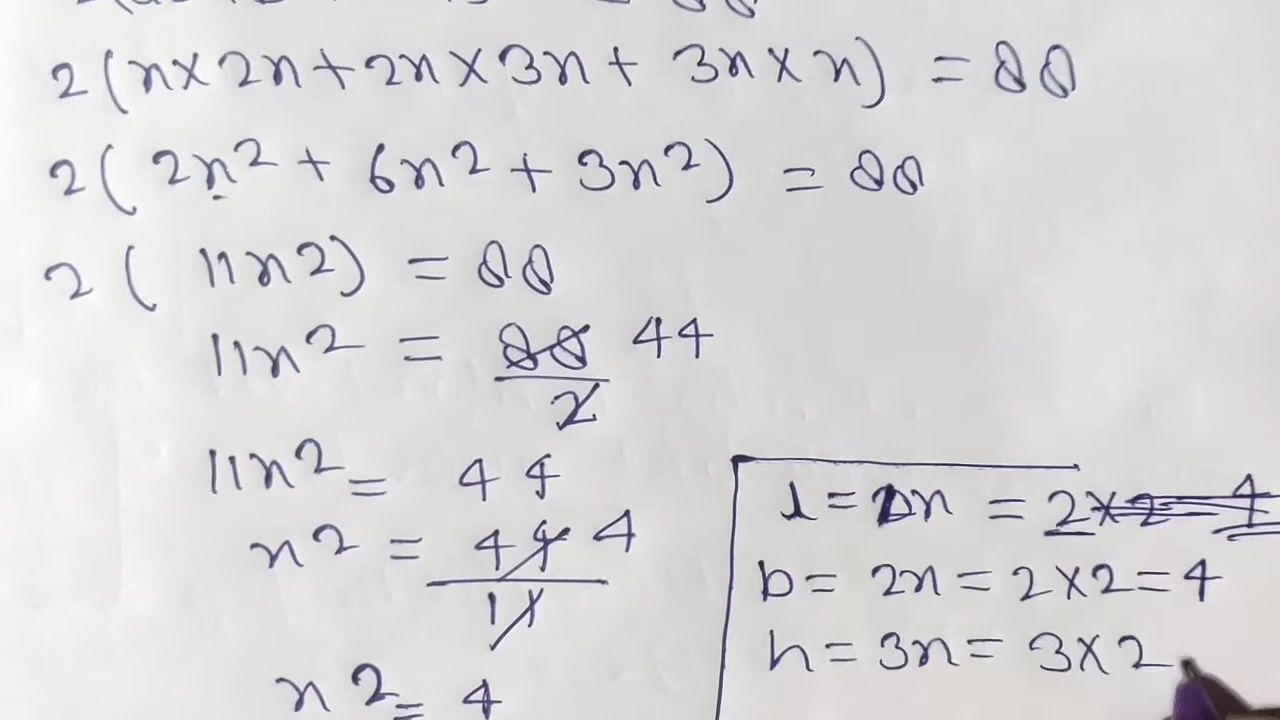 2(x×2x+2x×3x+ 3x×x) = 88
2( 2x2 + 6x2 + 3x2) = 88
2 ( 11x2) = 88
11x2 = 88/2 44
11x2 = 44
x2 = 44/11 4
x2 = 4
l = 1x = 2×2=4
b = 2x = 2×2=4
h = 3x = 3×2